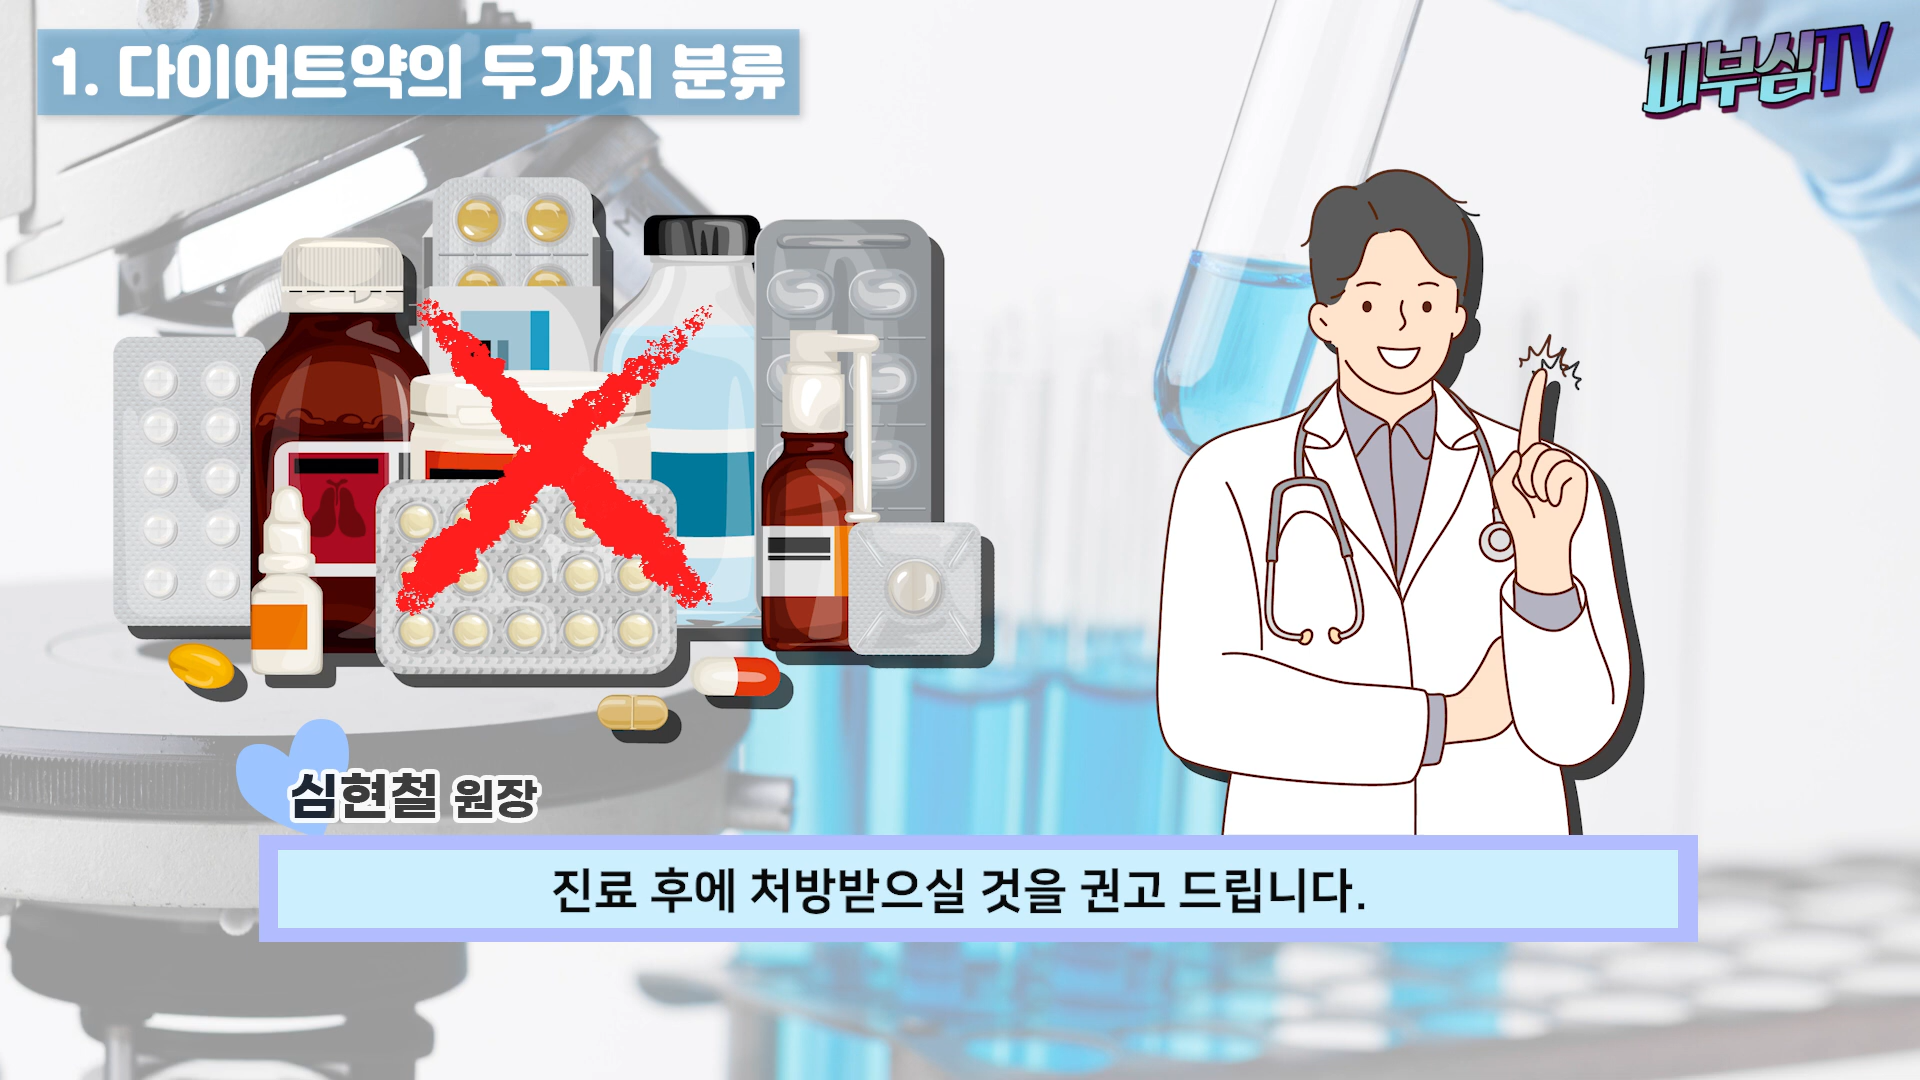 1. 다이어트약의 두가지 분류
피부심TV
심현철 원장
진료 후에 처방받으실 것을 권고 드립니다.